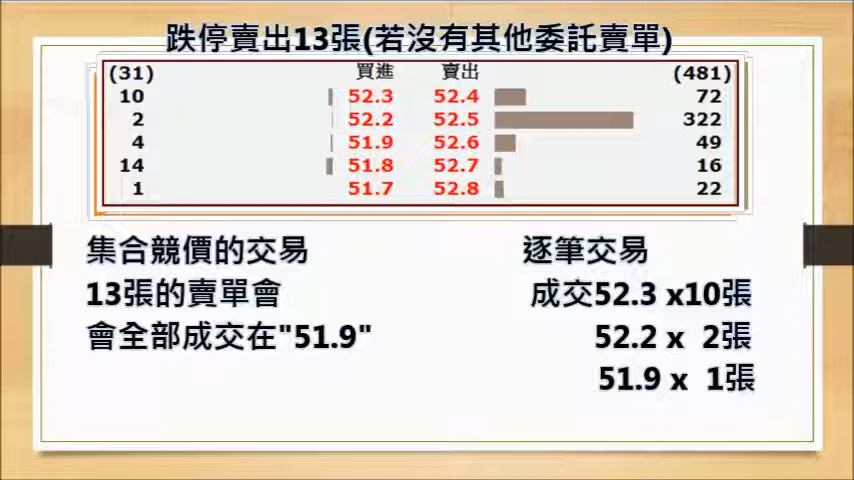 跌停賣出13張(若沒有其他委託賣單)
(31) 買進 賣出 (481)
10 52.3 52.4 72
2 52.2 52.5 322
4 51.9 52.6 49
14 51.8 52.7 16
1 51.7 52.8 22
集合競價的交易
13張的賣單會
會全部成交在"51.9"
逐筆交易
成交52.3 x10張
52.2 x 2張
51.9 x 1張